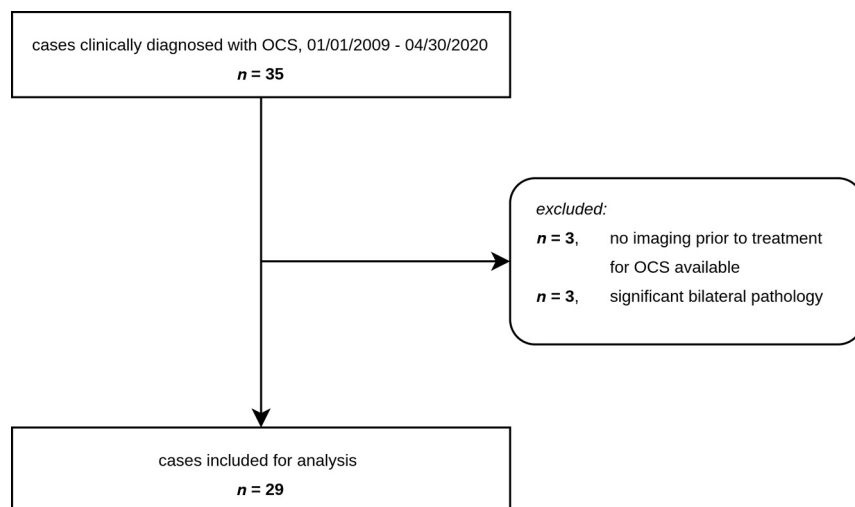 cases clinically diagnosed with OCS, 01/01/2009 - 04/30/2020
n = 35
excluded:
n = 3, no imaging prior to treatment
for OCS available
n = 3, significant bilateral pathology
cases included for analysis
n = 29